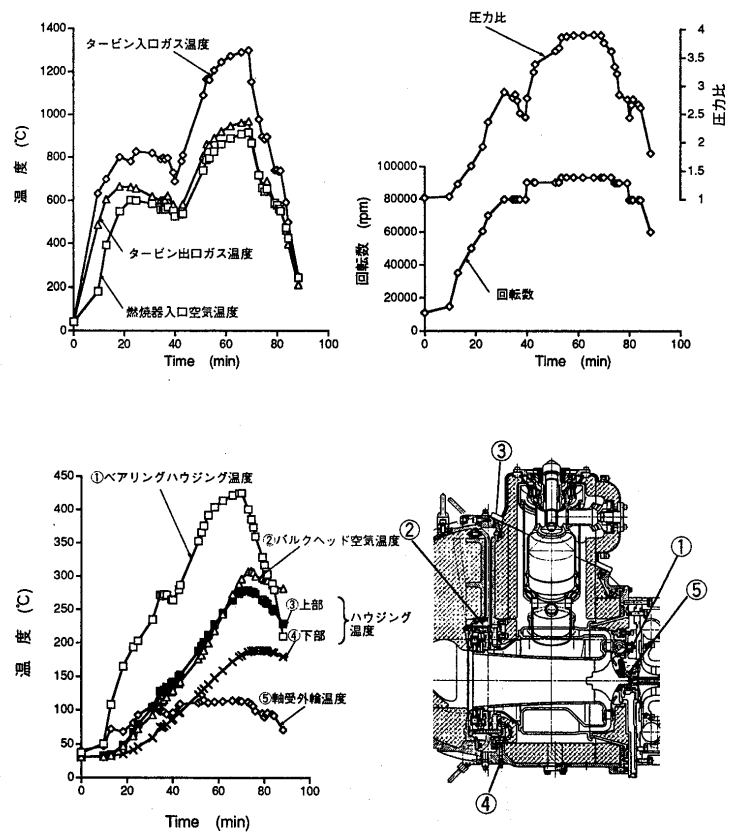 1400
1200
1000
800
600
400
200
0
温 度 (℃)
タービン入口ガス温度
タービン出口ガス温度
燃焼器入口空気温度
0 20 40 60 80 100
Time (min)
圧力比
4
3.5
3
2.5
2
1.5
1
圧力比
100000
80000
60000
40000
20000
0
回転数 (rpm)
回転数
0 20 40 60 80 100
Time (min)
450
400
350
300
250
200
150
100
50
0
温 度 (℃)
①ベアリングハウジング温度
②バルクヘッド空気温度
③上部
④下部
ハウジング
温度
⑤軸受外輪温度
0 20 40 60 80 100
Time (min)
③
②
①
⑤
④